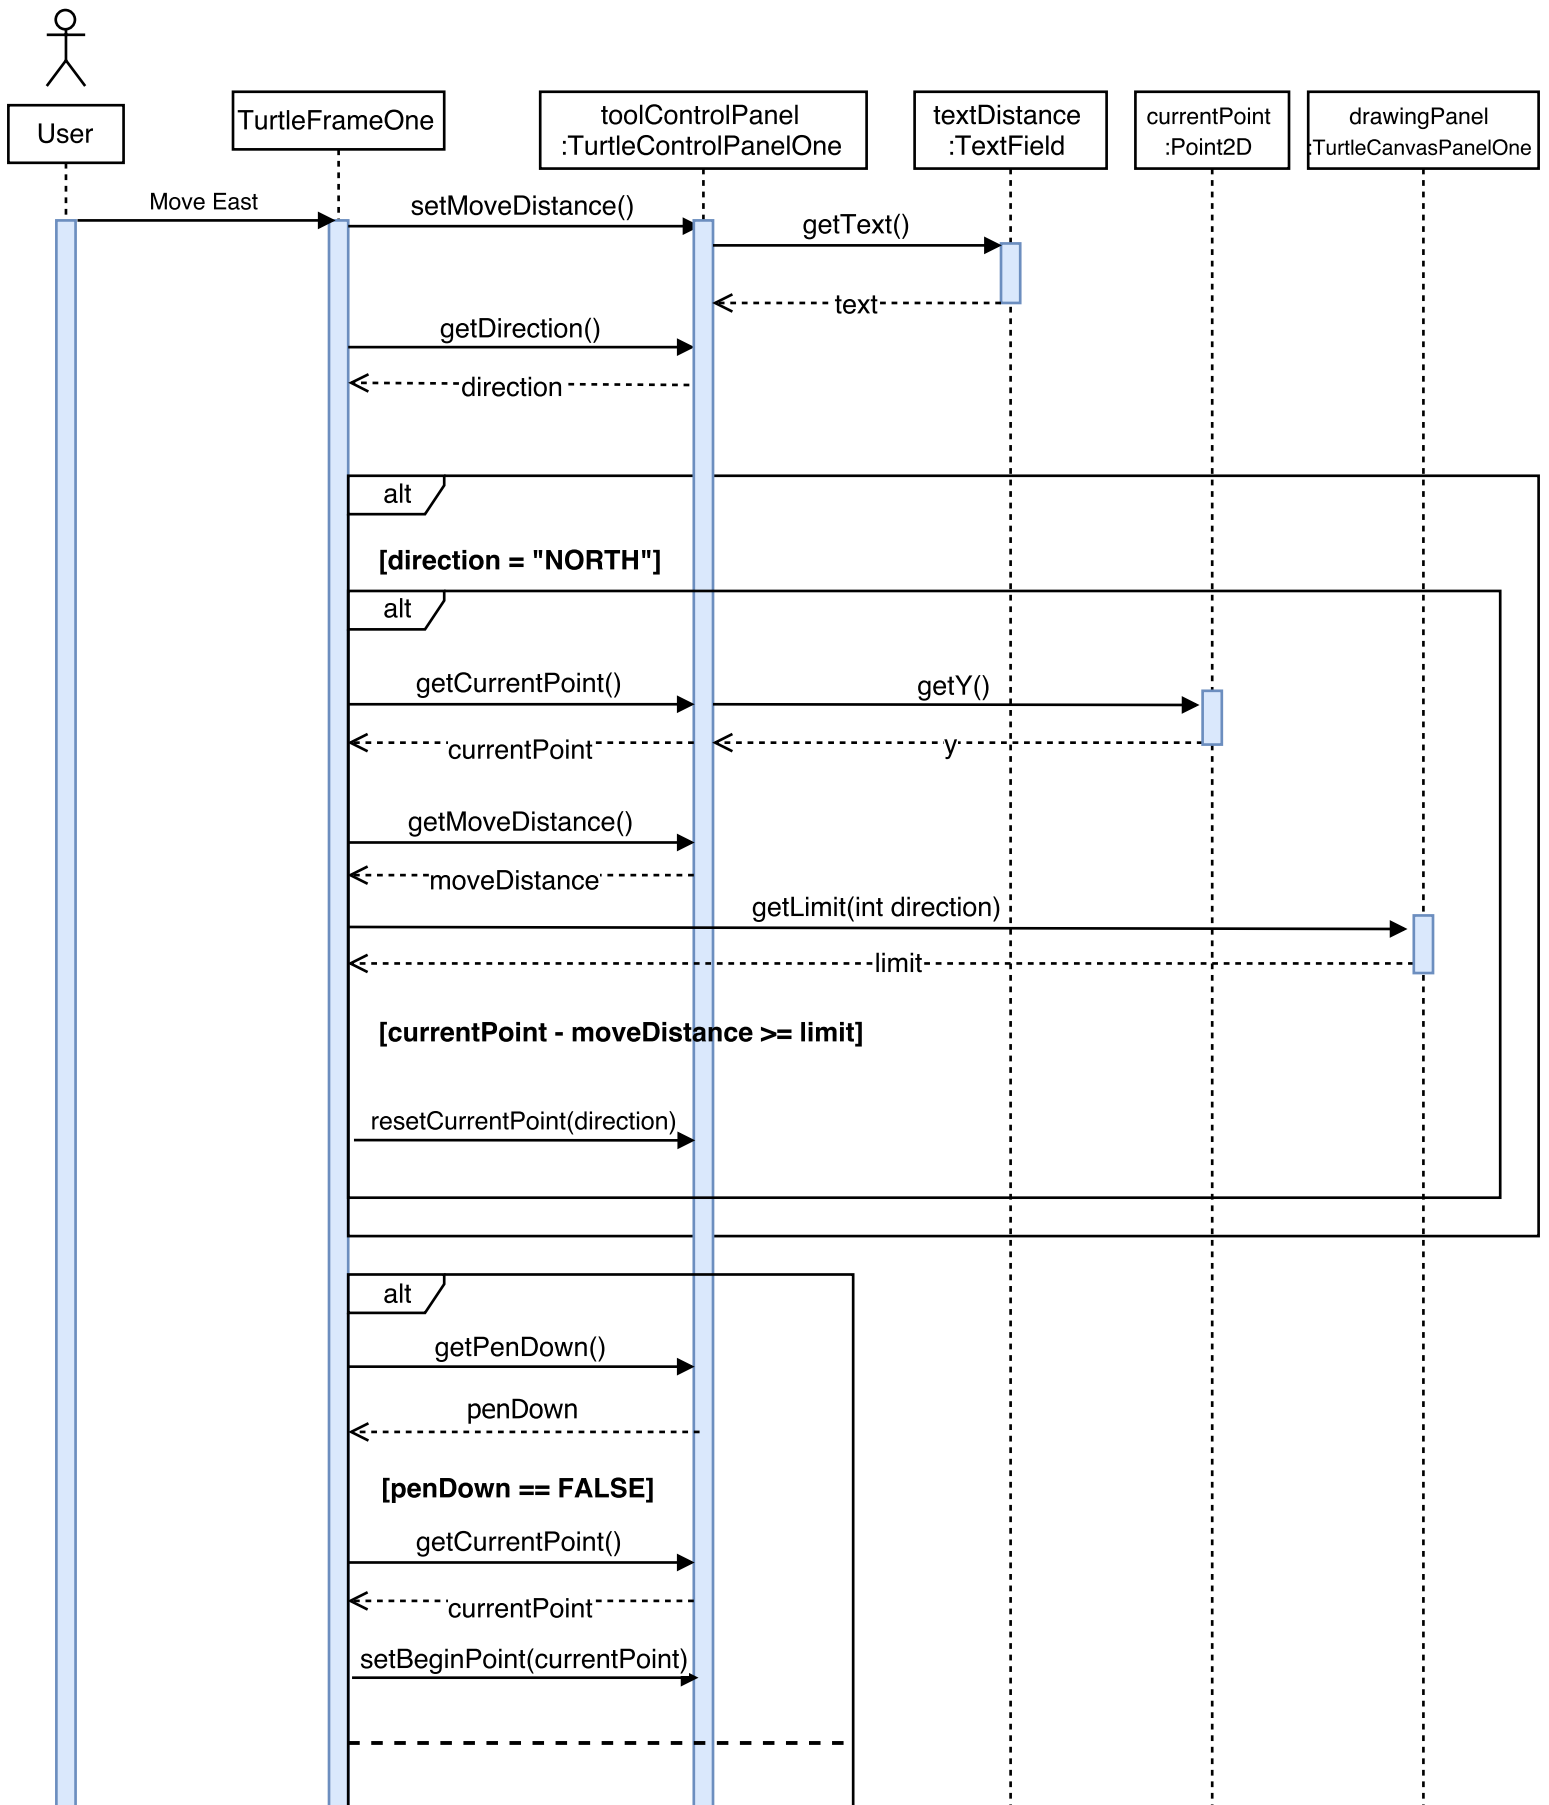 User
TurtleFrameOne
toolControlPanel
:TurtleControlPanelOne
textDistance
:TextField
currentPoint
:Point2D
drawingPanel
:TurtleCanvasPanelOne
Move East
setMoveDistance()
getText()
text
getDirection()
direction
alt
[direction = "NORTH"]
alt
getCurrentPoint()
getY()
currentPoint
y
getMoveDistance()
moveDistance
getLimit(int direction)
limit
[currentPoint - moveDistance >= limit]
resetCurrentPoint(direction)
alt
getPenDown()
penDown
[penDown == FALSE]
getCurrentPoint()
currentPoint
setBeginPoint(currentPoint)